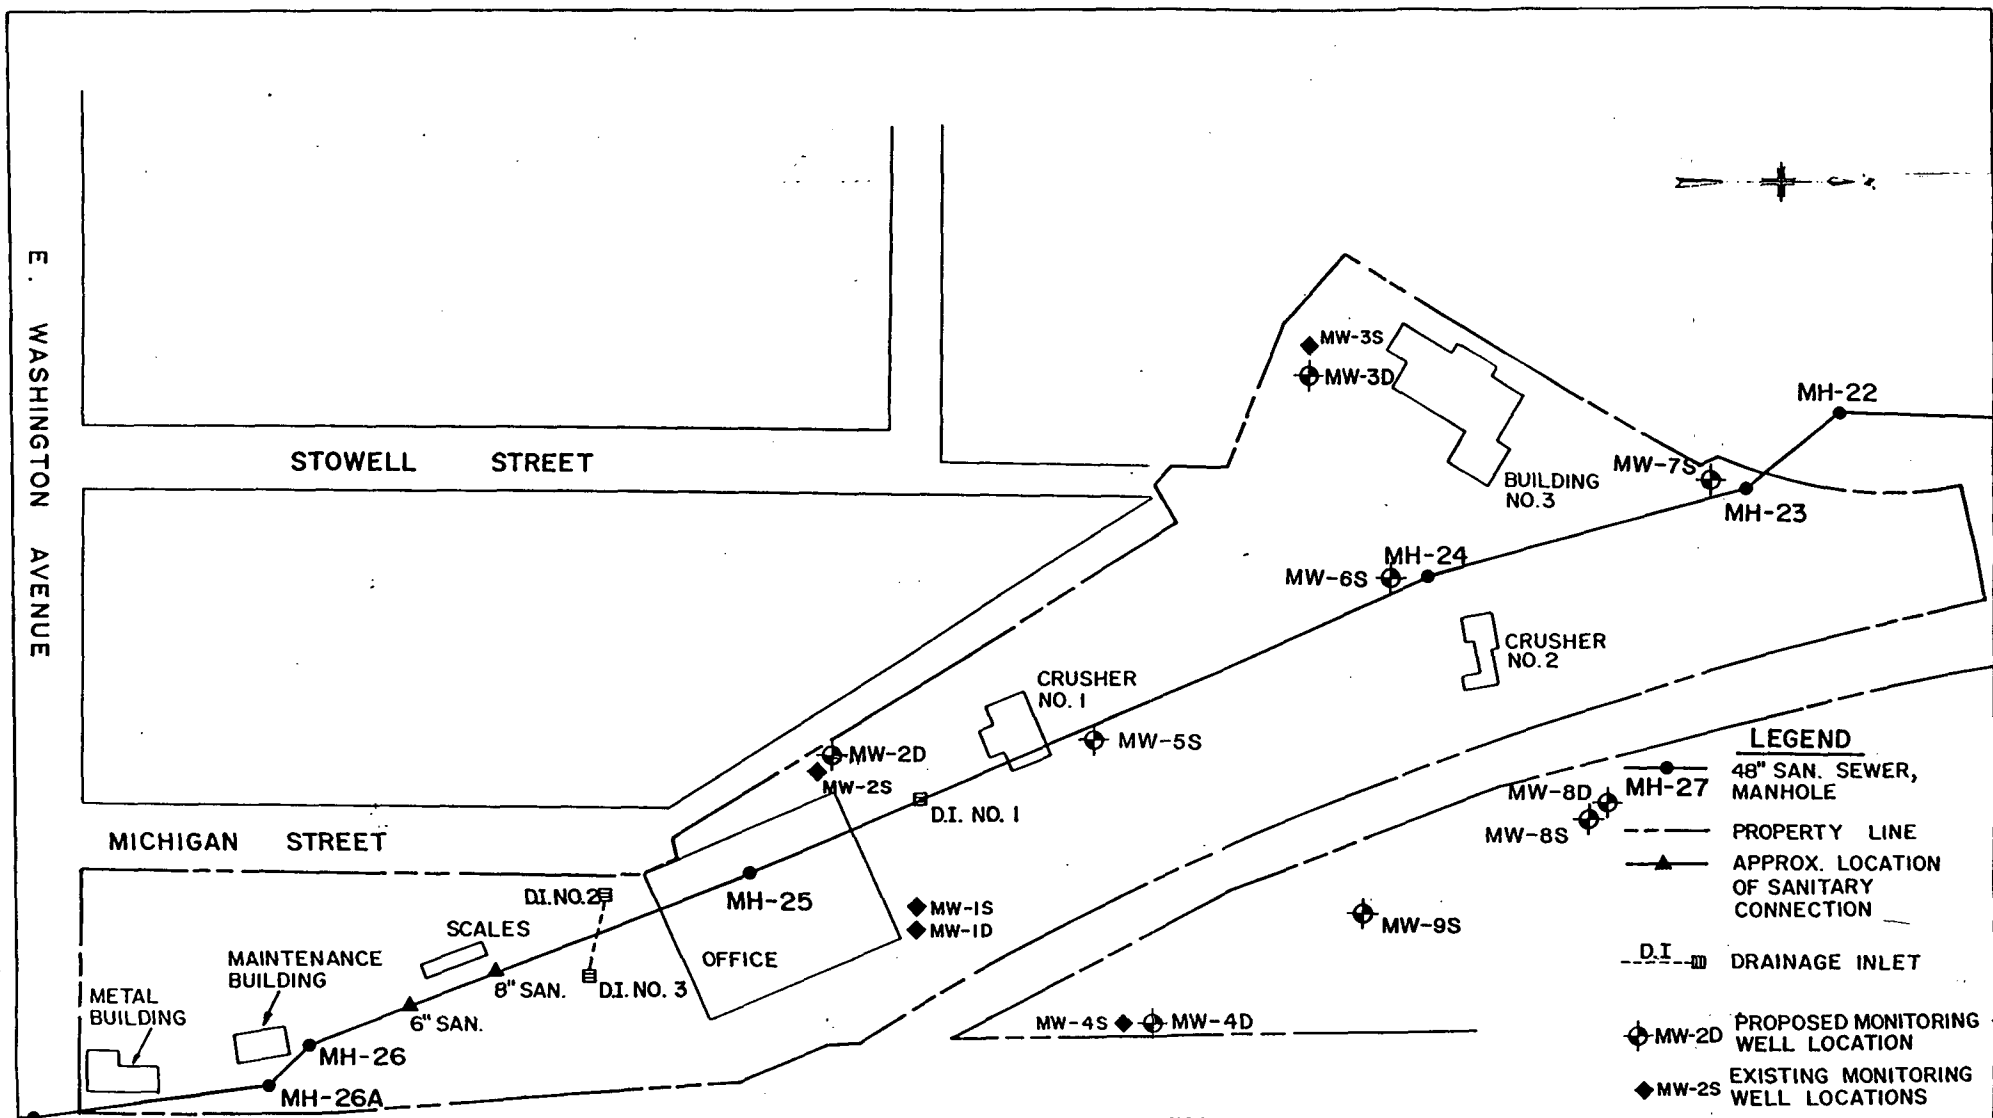 E. WASHINGTON AVENUE
STOWELL STREET
MICHIGAN STREET
MW-3S
MW-3D
MH-22
MW-7S
BUILDING
NO.3
MH-23
MH-24
MW-6S
CRUSHER
NO. 2
CRUSHER
NO. 1
MW-5S
MW-2D
MW-2S
D.I. NO. 1
MW-8D
MW-8S
MH-25
D.I. NO.2
MW-1S
MW-1D
MW-9S
SCALES
OFFICE
MAINTENANCE
BUILDING
8" SAN.
D.I. NO. 3
METAL
BUILDING
6" SAN.
MW-4S
MW-4D
MH-26
MH-26A
LEGEND
MH-27
48" SAN. SEWER,
MANHOLE
PROPERTY LINE
APPROX. LOCATION
OF SANITARY
CONNECTION
D.I
DRAINAGE INLET
MW-2D
PROPOSED MONITORING
WELL LOCATION
MW-2S
EXISTING MONITORING
WELL LOCATIONS